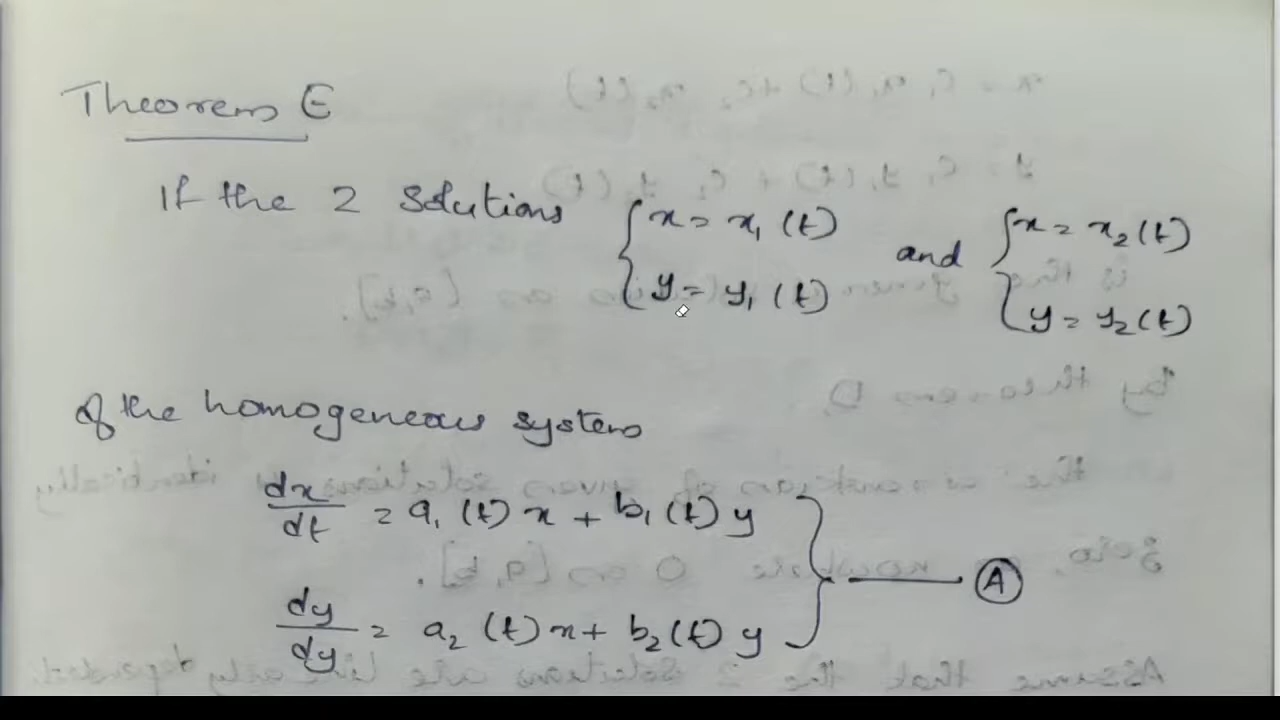 Theorem E
If the 2 solutions { x = x₁(t) and { x = x₂(t)
y = y₁(t) y = y₂(t)
of the homogeneous system
dx/dt = a₁(t) x + b₁(t) y
} — (A)
dy/dy = a₂(t) x + b₂(t) y